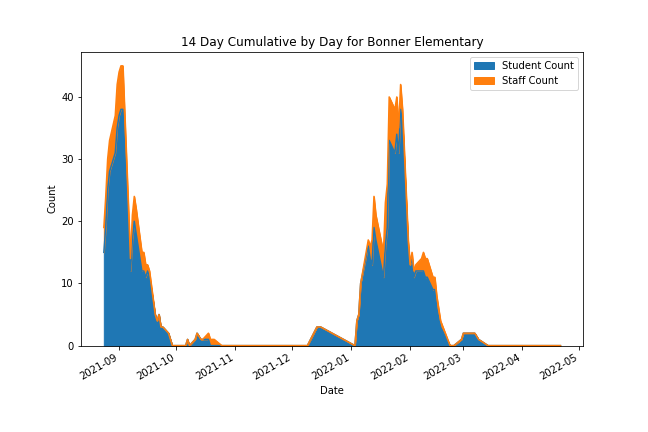 14 Day Cumulative by Day for Bonner Elementary
Student Count
Staff Count
Count
40
30
20
10
0
2021-09
2021-10
2021-11
2021-12
2022-01
2022-02
2022-03
2022-04
2022-05
Date